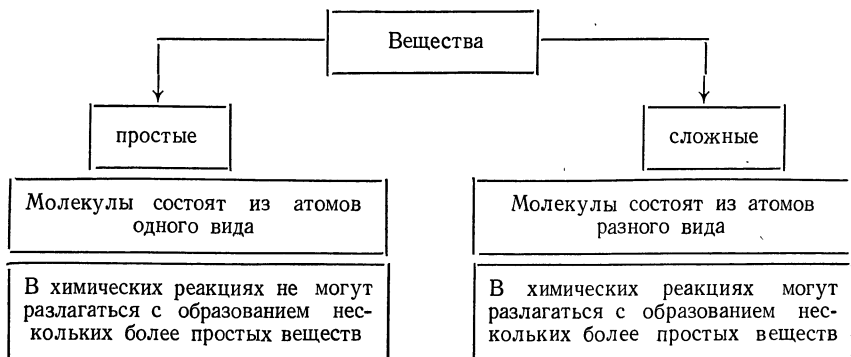 Вещества
простые
сложные
Молекулы состоят из атомов
одного вида
Молекулы состоят из атомов
разного вида
В химических реакциях не могут
разлагаться с образованием нес-
кольких более простых веществ
В химических реакциях могут
разлагаться с образованием нес-
кольких более простых веществ